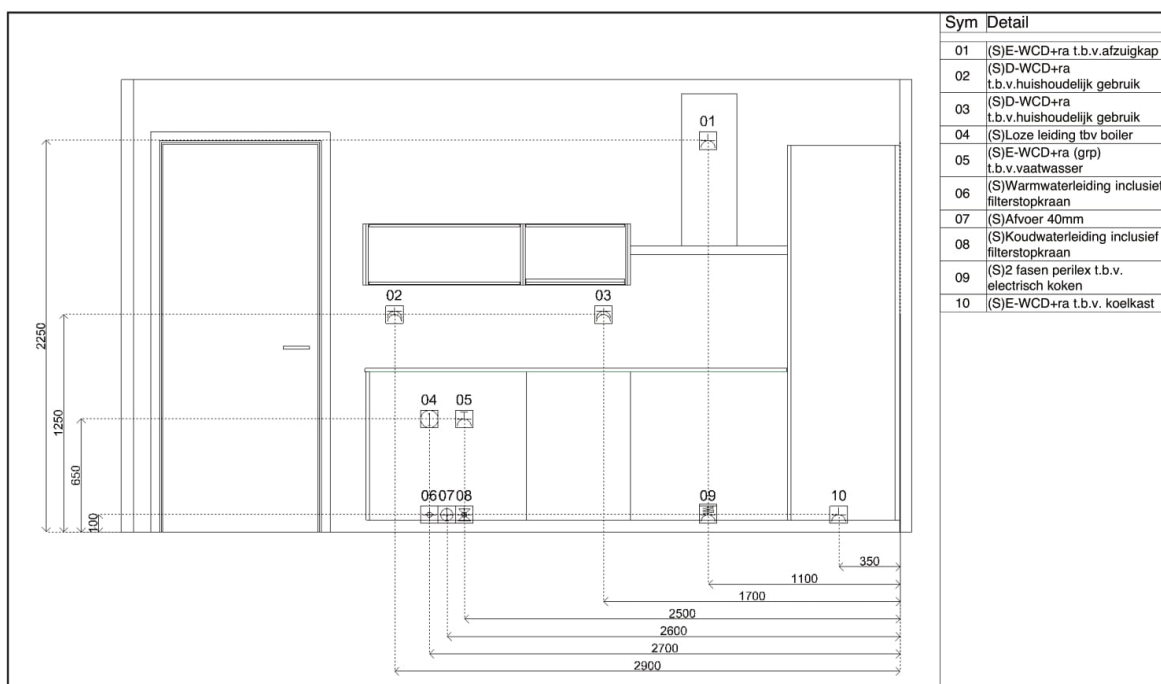 Sym Detail
01 (S)E-WCD+ra t.b.v.afzuigkap
02 (S)D-WCD+ra
t.b.v.huishoudelijk gebruik
03 (S)D-WCD+ra
t.b.v.huishoudelijk gebruik
04 (S)Loze leiding tbv boiler
05 (S)E-WCD+ra (grp)
t.b.v.vaatwasser
06 (S)Warmwaterleiding inclusief
filterstopkraan
07 (S)Afvoer 40mm
08 (S)Koudwaterleiding inclusief
filterstopkraan
09 (S)2 fasen perilex t.b.v.
electrisch koken
10 (S)E-WCD+ra t.b.v. koelkast
01
02 03
04 05
06 07 08 09 10
2250
1250
650
100
350
1100
1700
2500
2600
2700
2900